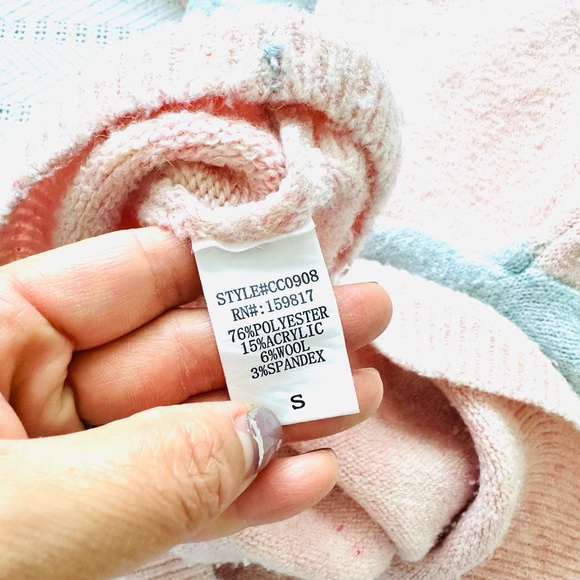 STYLE#CC0908
RN#:159817
76%POLYESTER
15%ACRYLIC
6%WOOL
3%SPANDEX
S